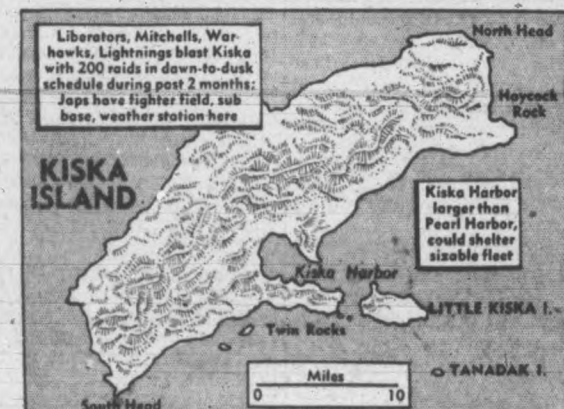 North Head
Liberators, Mitchells, War-
hawks, Lightnings blast Kiska
with 200 raids in dawn-to-dusk
schedule during past 2 months;
Japs have fighter field, sub
base, weather station here
Haycock
Rock
KISKA
ISLAND
Kiska Harbor
larger than
Pearl Harbor,
could shelter
sizable fleet
Kiska Harbor
LITTLE KISKA I.
Twin Rocks
TANADAK I.
Miles
0 10
South Head